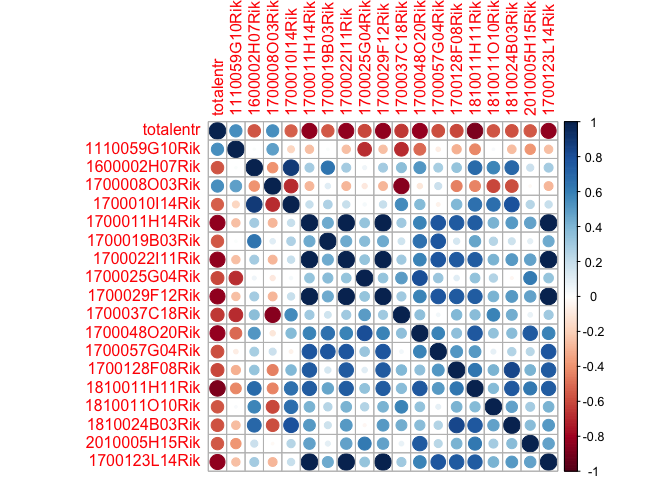 totalentr
1110059G10Rik
1600002H07Rik
1700008O03Rik
1700010I14Rik
1700011H14Rik
1700019B03Rik
1700022I11Rik
1700025G04Rik
1700029F12Rik
1700037C18Rik
1700048O20Rik
1700057G04Rik
1700128F08Rik
1810011H11Rik
1810011O10Rik
1810024B03Rik
2010005H15Rik
1700123L14Rik
totalentr
1110059G10Rik
1600002H07Rik
1700008O03Rik
1700010I14Rik
1700011H14Rik
1700019B03Rik
1700022I11Rik
1700025G04Rik
1700029F12Rik
1700037C18Rik
1700048O20Rik
1700057G04Rik
1700128F08Rik
1810011H11Rik
1810011O10Rik
1810024B03Rik
2010005H15Rik
1700123L14Rik
1
0.8
0.6
0.4
0.2
0
-0.2
-0.4
-0.6
-0.8
-1